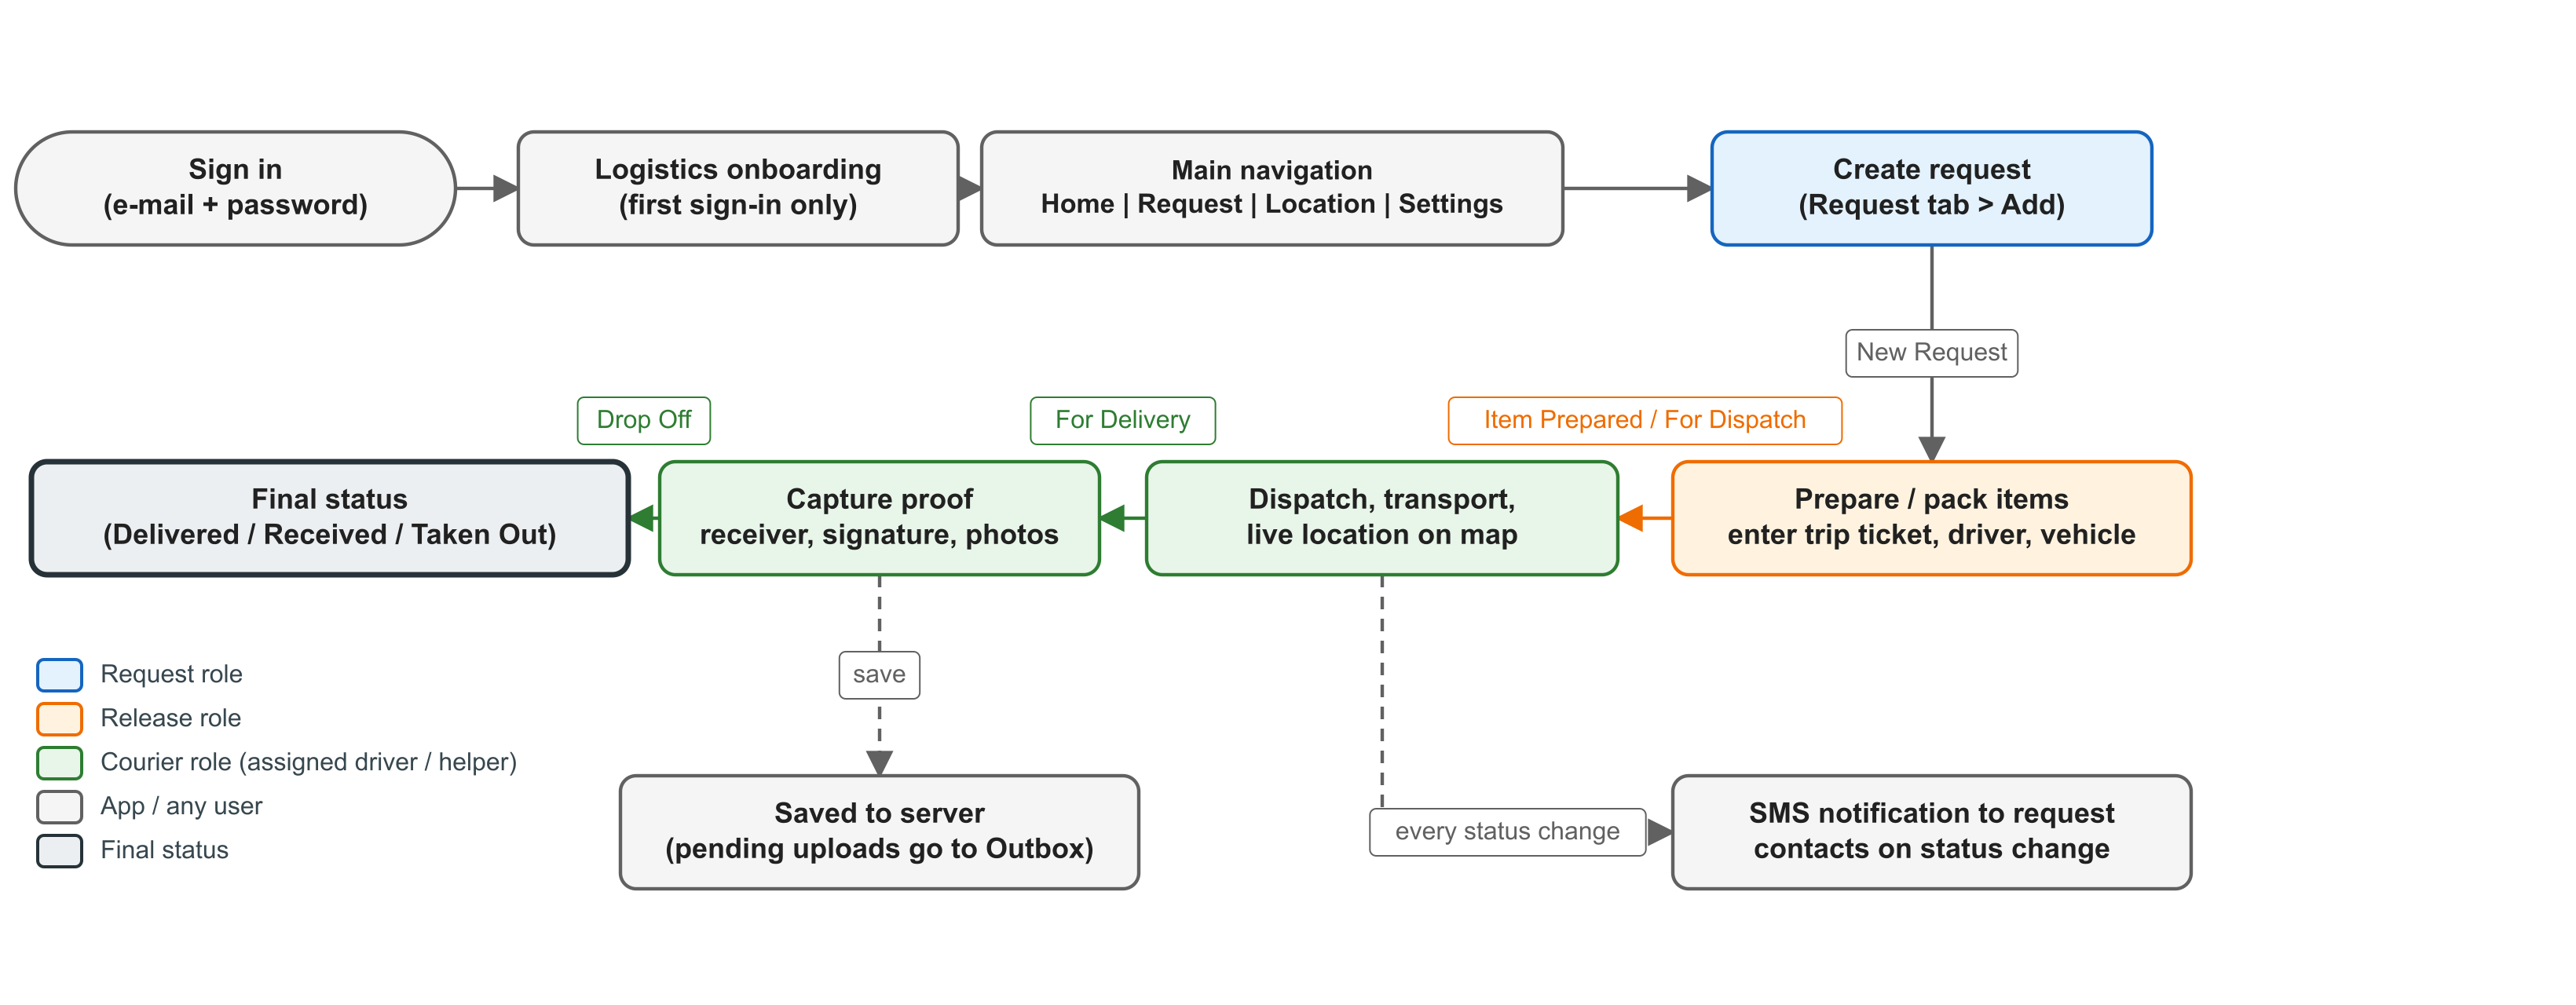 Sign in
(e-mail + password)
Logistics onboarding
(first sign-in only)
Main navigation
Home | Request | Location | Settings
Create request
(Request tab > Add)
New Request
Drop Off
For Delivery
Item Prepared / For Dispatch
Final status
(Delivered / Received / Taken Out)
Capture proof
receiver, signature, photos
Dispatch, transport,
live location on map
Prepare / pack items
enter trip ticket, driver, vehicle
save
Request role
Release role
Courier role (assigned driver / helper)
App / any user
Final status
Saved to server
(pending uploads go to Outbox)
every status change
SMS notification to request
contacts on status change